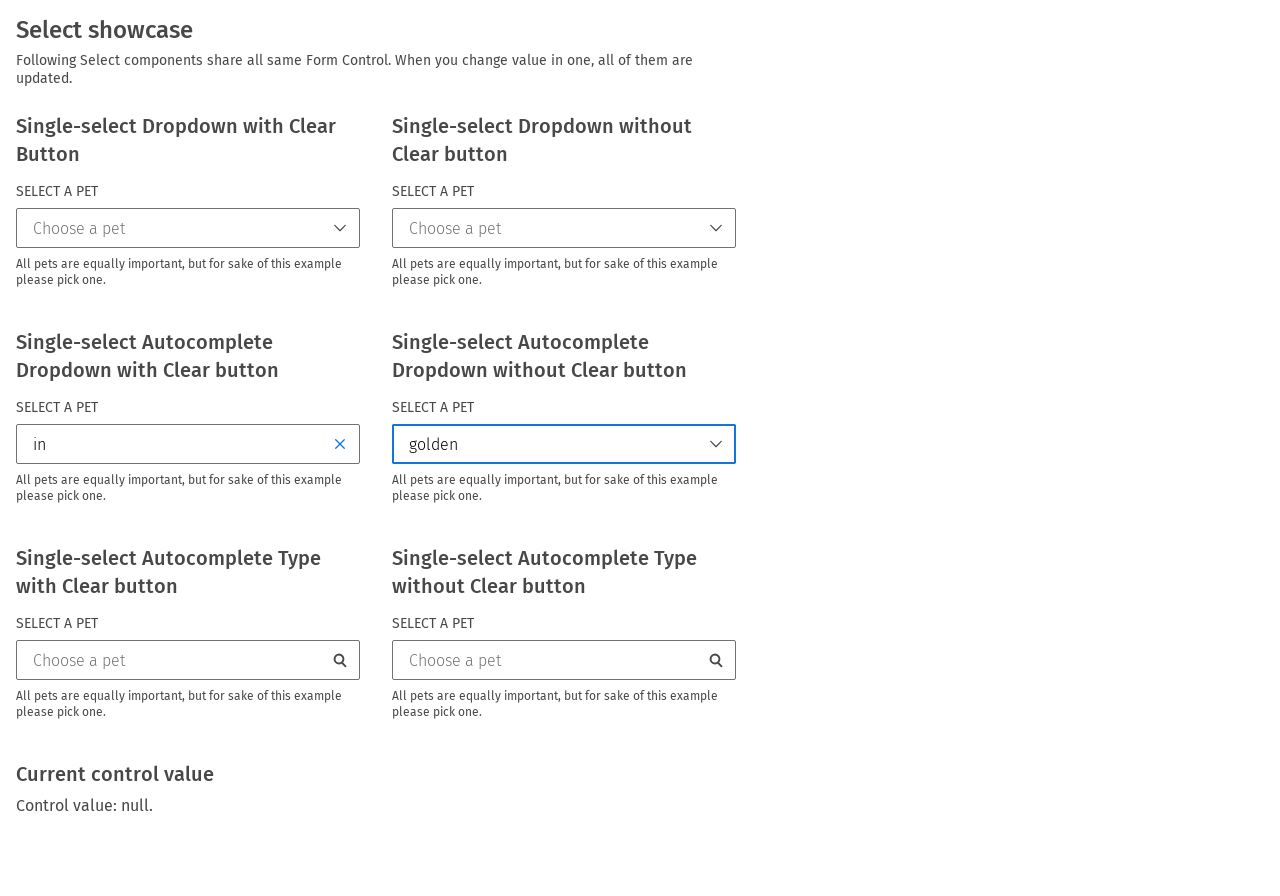 Select showcase
Following Select components share all same Form Control. When you change value in one, all of them are
updated.
Single-select Dropdown with Clear
Button
SELECT A PET
Choose a pet
All pets are equally important, but for sake of this example
please pick one.
Single-select Dropdown without
Clear button
SELECT A PET
Choose a pet
All pets are equally important, but for sake of this example
please pick one.
Single-select Autocomplete
Dropdown with Clear button
SELECT A PET
in
All pets are equally important, but for sake of this example
please pick one.
Single-select Autocomplete
Dropdown without Clear button
SELECT A PET
golden
All pets are equally important, but for sake of this example
please pick one.
Single-select Autocomplete Type
with Clear button
SELECT A PET
Choose a pet
All pets are equally important, but for sake of this example
please pick one.
Single-select Autocomplete Type
without Clear button
SELECT A PET
Choose a pet
All pets are equally important, but for sake of this example
please pick one.
Current control value
Control value: null.